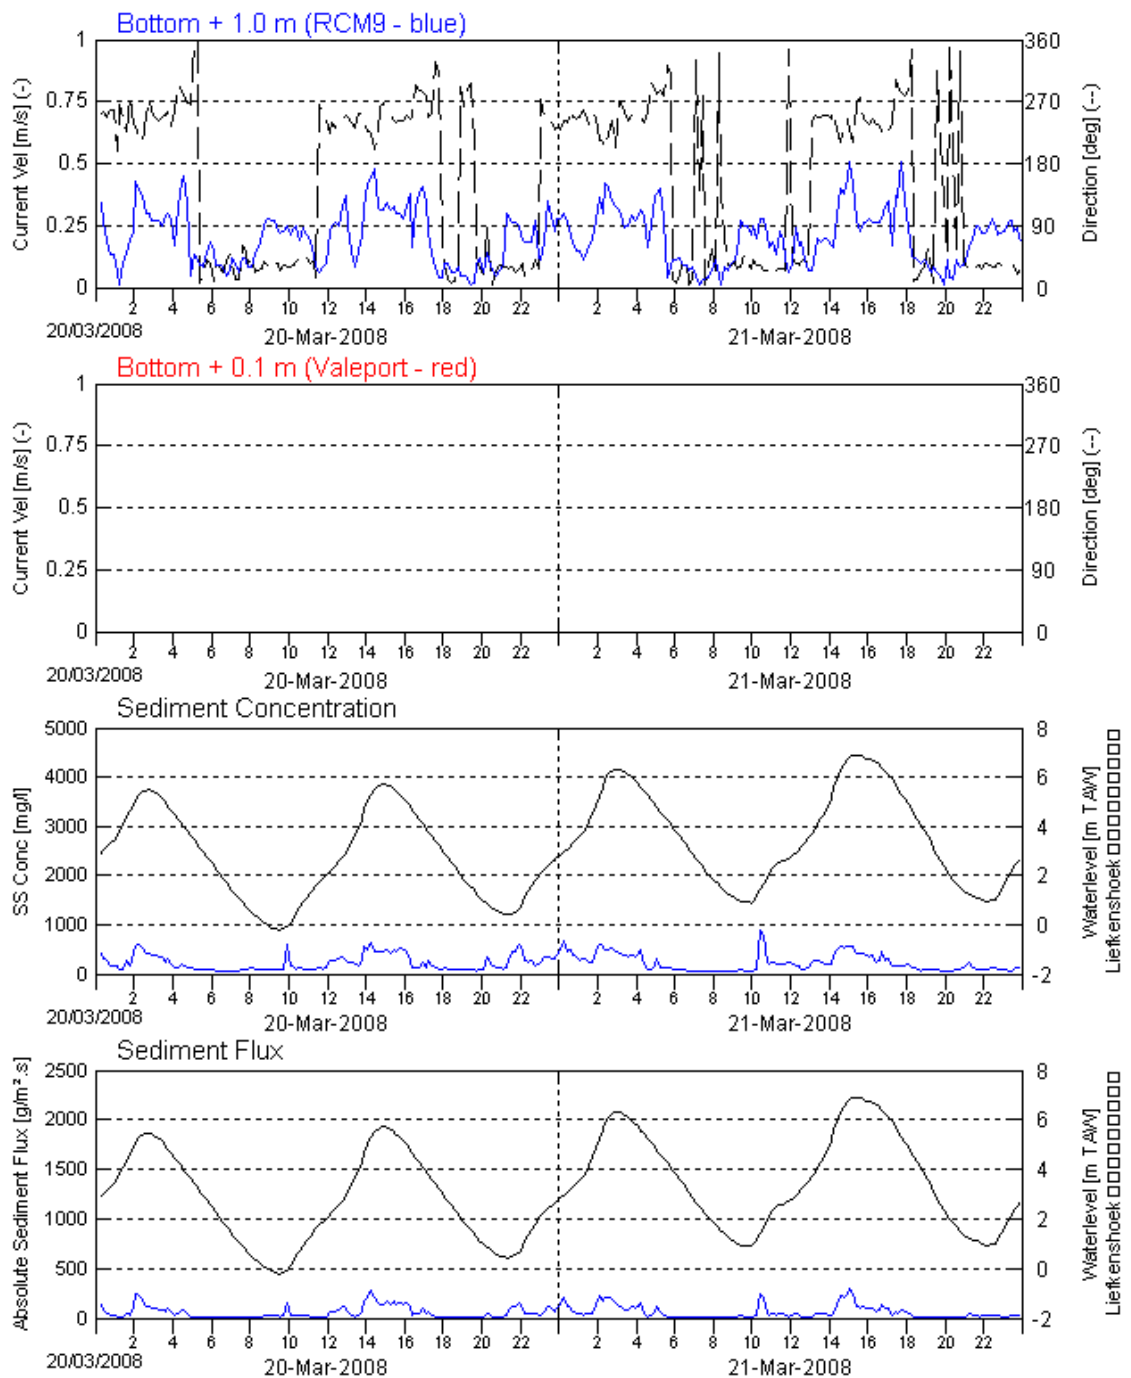 Bottom + 1.0 m (RCM9 - blue)
Current Vel [m/s] (-)
1
0.75
0.5
0.25
0
360
270
180
90
0
Direction [deg] (--)
2 4 6 8 10 12 14 16 18 20 22 2 4 6 8 10 12 14 16 18 20 22
20/03/2008
20-Mar-2008 21-Mar-2008
Bottom + 0.1 m (Valeport - red)
Current Vel [m/s] (-)
1
0.75
0.5
0.25
0
360
270
180
90
0
Direction [deg] (--)
2 4 6 8 10 12 14 16 18 20 22 2 4 6 8 10 12 14 16 18 20 22
20/03/2008
20-Mar-2008 21-Mar-2008
Sediment Concentration
SS Conc [mg/l]
5000
4000
3000
2000
1000
0
8
6
4
2
0
-2
Waterlevel [m TAW]
Liefkenshoek □□□□□□□□□
2 4 6 8 10 12 14 16 18 20 22 2 4 6 8 10 12 14 16 18 20 22
20/03/2008
20-Mar-2008 21-Mar-2008
Sediment Flux
Absolute Sediment Flux [g/m².s]
2500
2000
1500
1000
500
0
8
6
4
2
0
-2
Waterlevel [m TAW]
Liefkenshoek □□□□□□□□□
2 4 6 8 10 12 14 16 18 20 22 2 4 6 8 10 12 14 16 18 20 22
20/03/2008
20-Mar-2008 21-Mar-2008